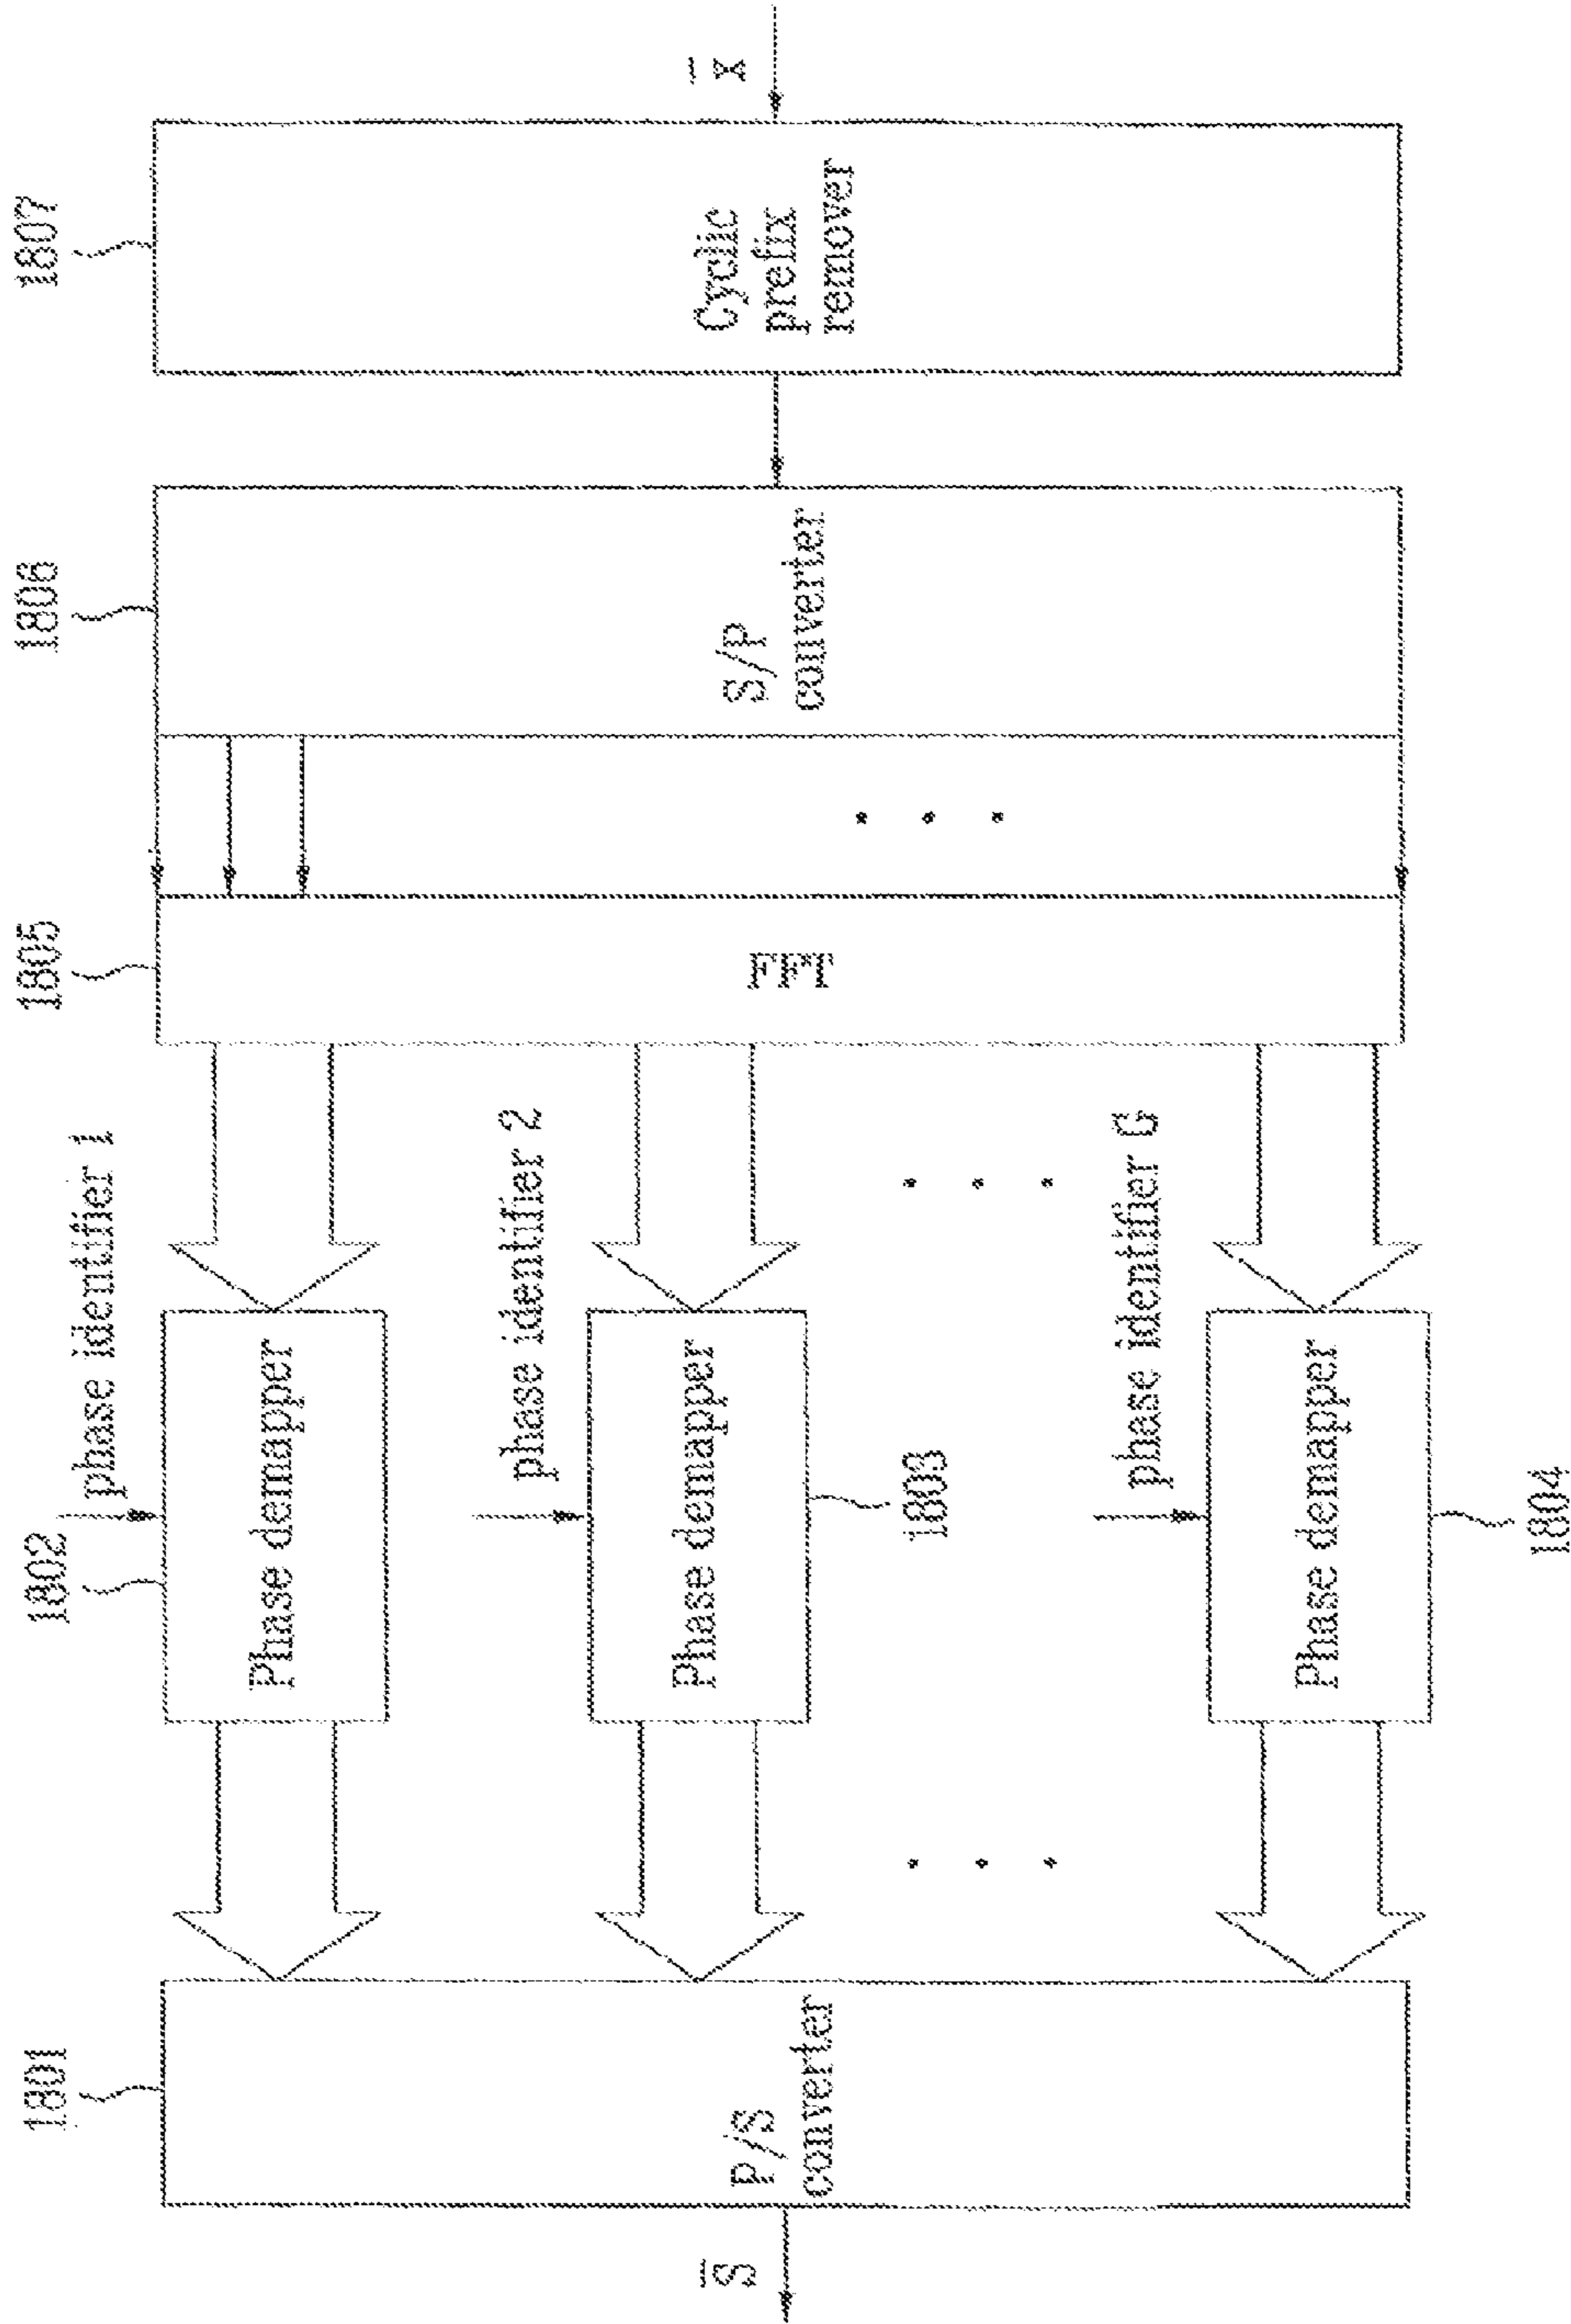 1801
1802
1805
1806
1807
phase identifier 1
Phase demapper
phase identifier 2
Phase demapper
1803
phase identifier G
Phase demapper
1804
S̅
P/S
converter
FFT
S/P
converter
Cyclic
prefix
remover
x̅